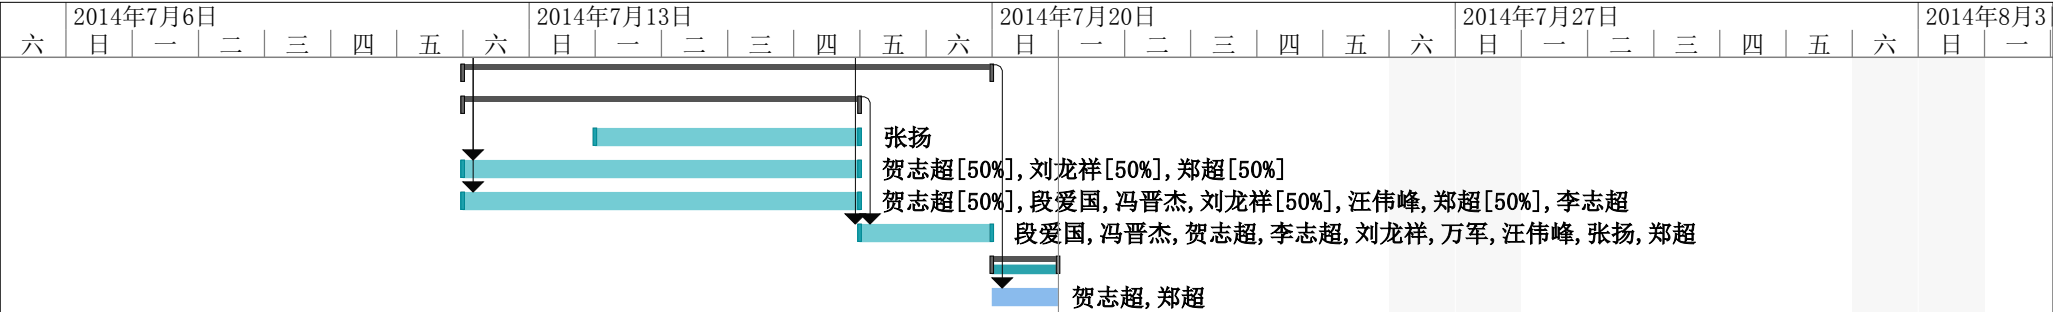 2014年7月6日 2014年7月13日 2014年7月20日 2014年7月27日 2014年8月3
六 日 一 二 三 四 五 六 日 一 二 三 四 五 六 日 一 二 三 四 五 六 日 一 二 三 四 五 六 日 一
张扬
贺志超[50%],刘龙祥[50%],郑超[50%]
贺志超[50%],段爱国,冯晋杰,刘龙祥[50%],汪伟峰,郑超[50%],李志超
段爱国,冯晋杰,贺志超,李志超,刘龙祥,万军,汪伟峰,张扬,郑超
贺志超,郑超